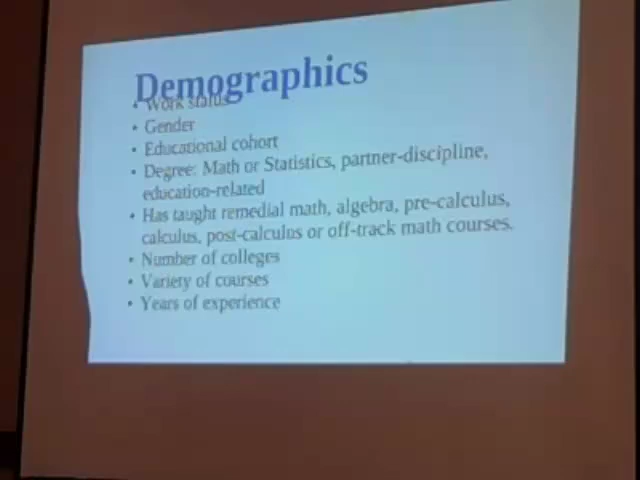 Demographics
• Work status
• Gender
• Educational cohort
• Degree: Math or Statistics, partner-discipline,
education-related
• Has taught remedial math, algebra, pre-calculus,
calculus, post-calculus or off-track math courses.
• Number of colleges
• Variety of courses
• Years of experience